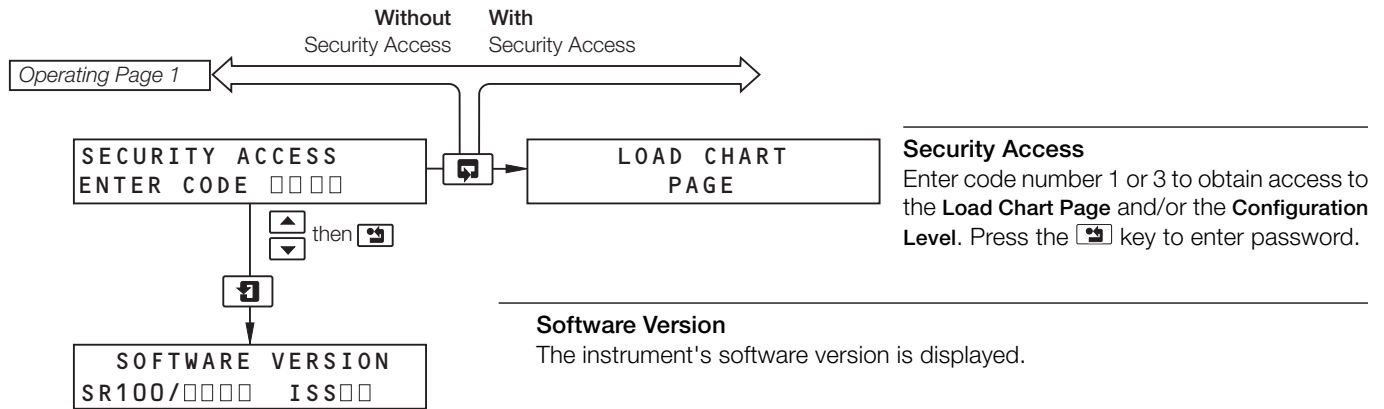 Without With
Security Access Security Access
Operating Page 1
SECURITY ACCESS
ENTER CODE □□□□
LOAD CHART
PAGE
then
Security Access
Enter code number 1 or 3 to obtain access to
the Load Chart Page and/or the Configuration
Level. Press the key to enter password.
Software Version
The instrument's software version is displayed.
SOFTWARE VERSION
SR100/□□□□ ISS□□